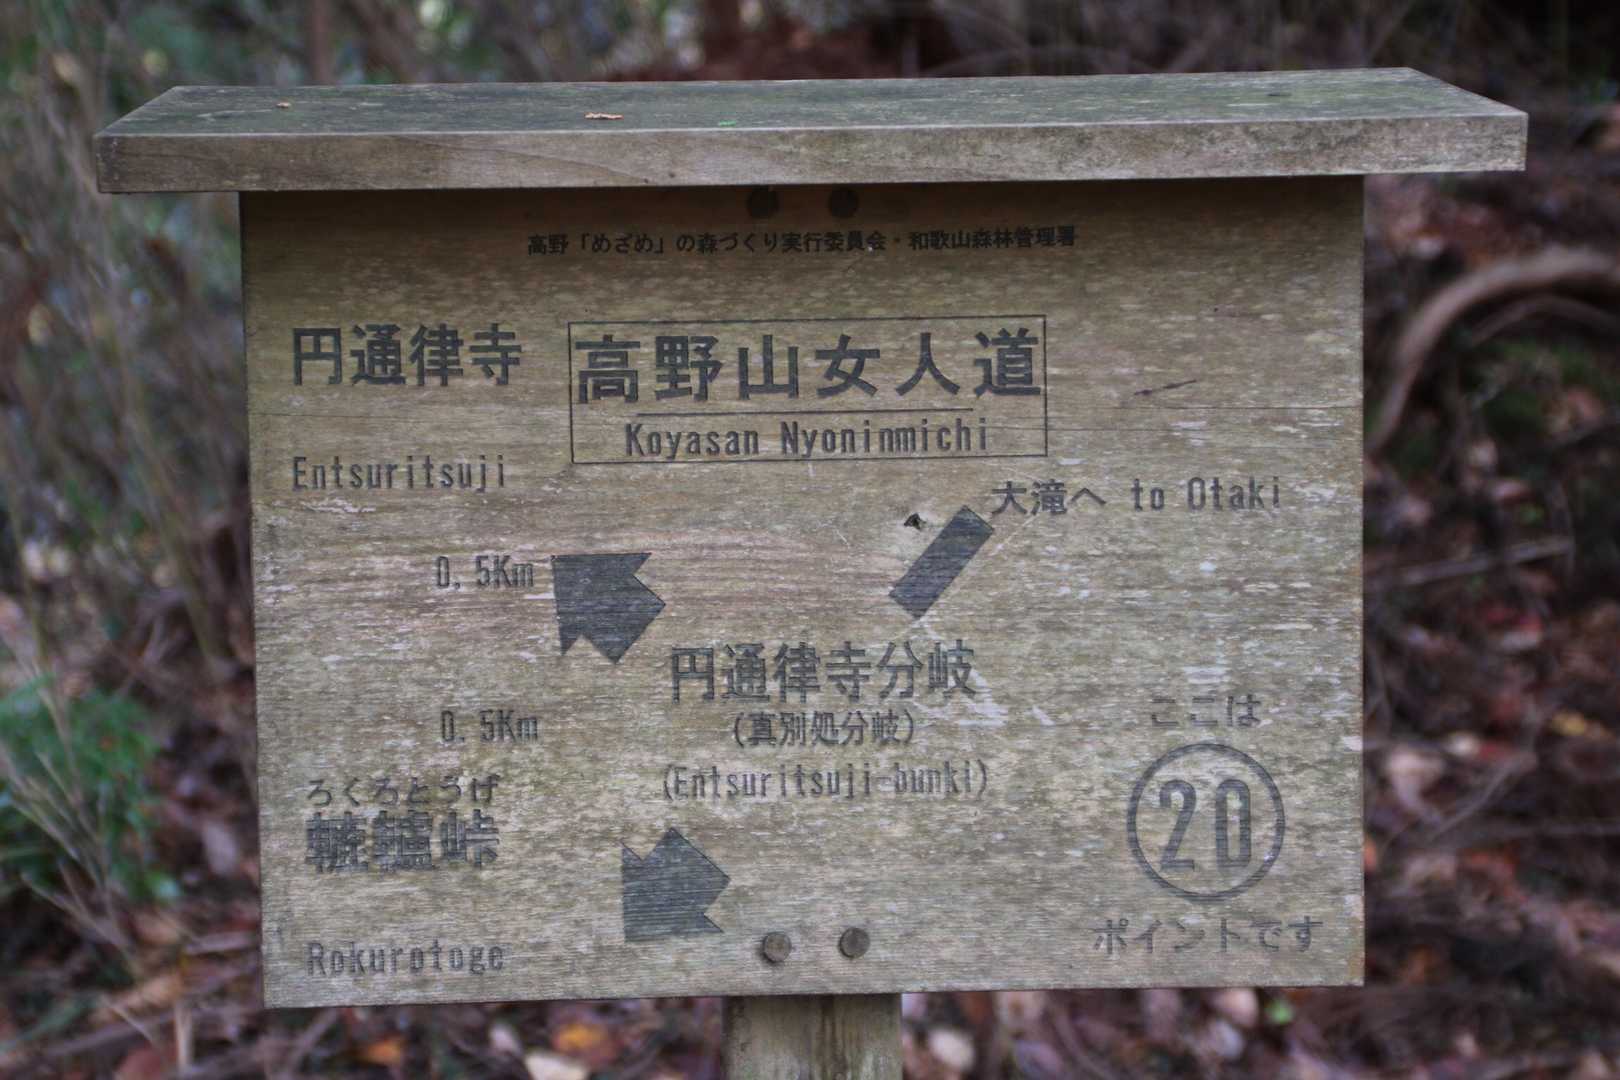 高野「めざめ」の森づくり実行委員会・和歌山森林管理署
円通律寺
Entsuritsuji
高野山女人道
Koyasan Nyoninmichi
大滝へ to Otaki
0.5Km
円通律寺分岐
(真別処分岐)
(Entsuritsuji-bunki)
0.5Km
ろくろとうげ
轆轤峠
Rokurotoge
ここは
20
ポイントです